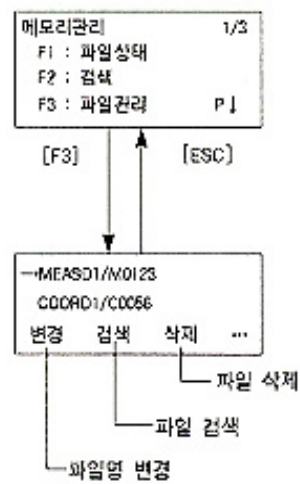 메모리관리 1/3
F1 : 파일상태
F2 : 검색
F3 : 파일관리 P↓
[F3] [ESC]
→MEAS01/M0123
COORD1/C0056
변경 검색 삭제 ...
파일 삭제
파일 검색
파일명 변경